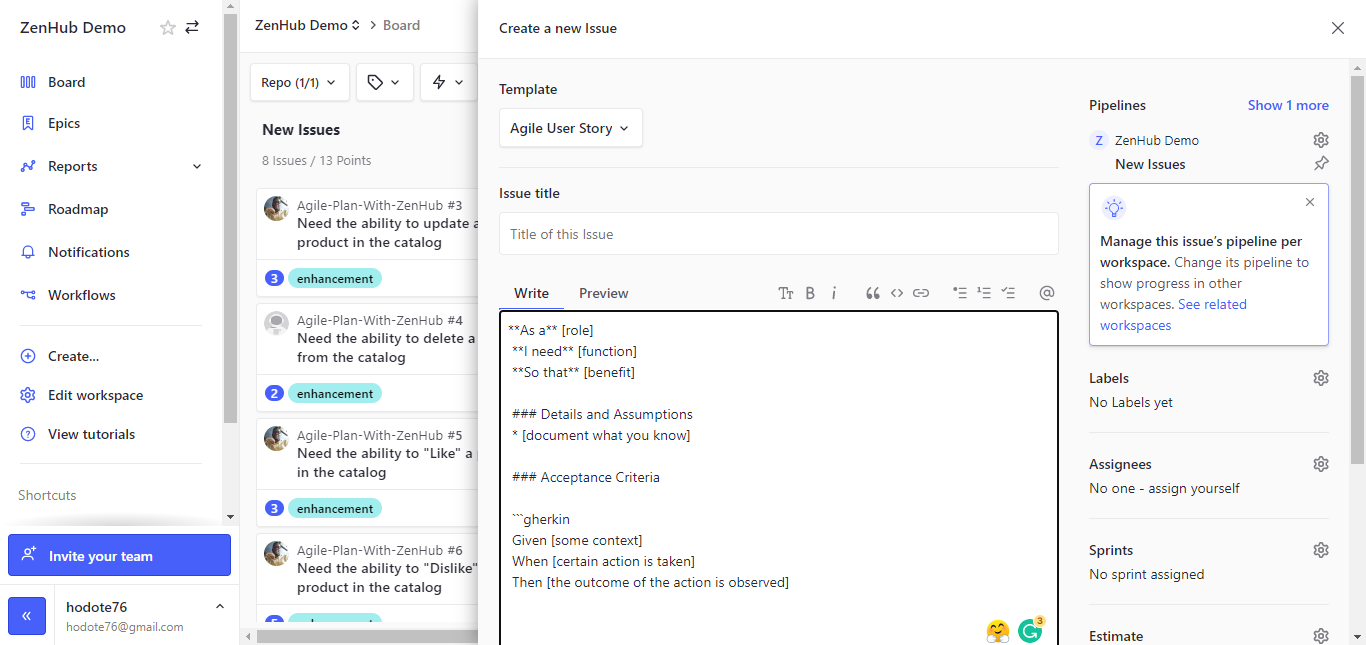 ZenHub Demo
Board
Epics
Reports
Roadmap
Notifications
Workflows
Create...
Edit workspace
View tutorials
Shortcuts
Invite your team
hodote76
hodote76@gmail.com
ZenHub Demo > Board
Repo (1/1)
New Issues
8 Issues / 13 Points
Agile-Plan-With-ZenHub #3
Need the ability to update a
product in the catalog
3 enhancement
Agile-Plan-With-ZenHub #4
Need the ability to delete a
from the catalog
2 enhancement
Agile-Plan-With-ZenHub #5
Need the ability to "Like" a
in the catalog
3 enhancement
Agile-Plan-With-ZenHub #6
Need the ability to "Dislike"
product in the catalog
5 enhancement
Create a new Issue
Template
Agile User Story
Issue title
Title of this Issue
Write Preview
**As a** [role]
**I need** [function]
**So that** [benefit]
### Details and Assumptions
* [document what you know]
### Acceptance Criteria
```gherkin
Given [some context]
When [certain action is taken]
Then [the outcome of the action is observed]
3
Pipelines Show 1 more
Z ZenHub Demo
New Issues
Manage this issue's pipeline per
workspace. Change its pipeline to
show progress in other
workspaces. See related
workspaces
Labels
No Labels yet
Assignees
No one - assign yourself
Sprints
No sprint assigned
Estimate